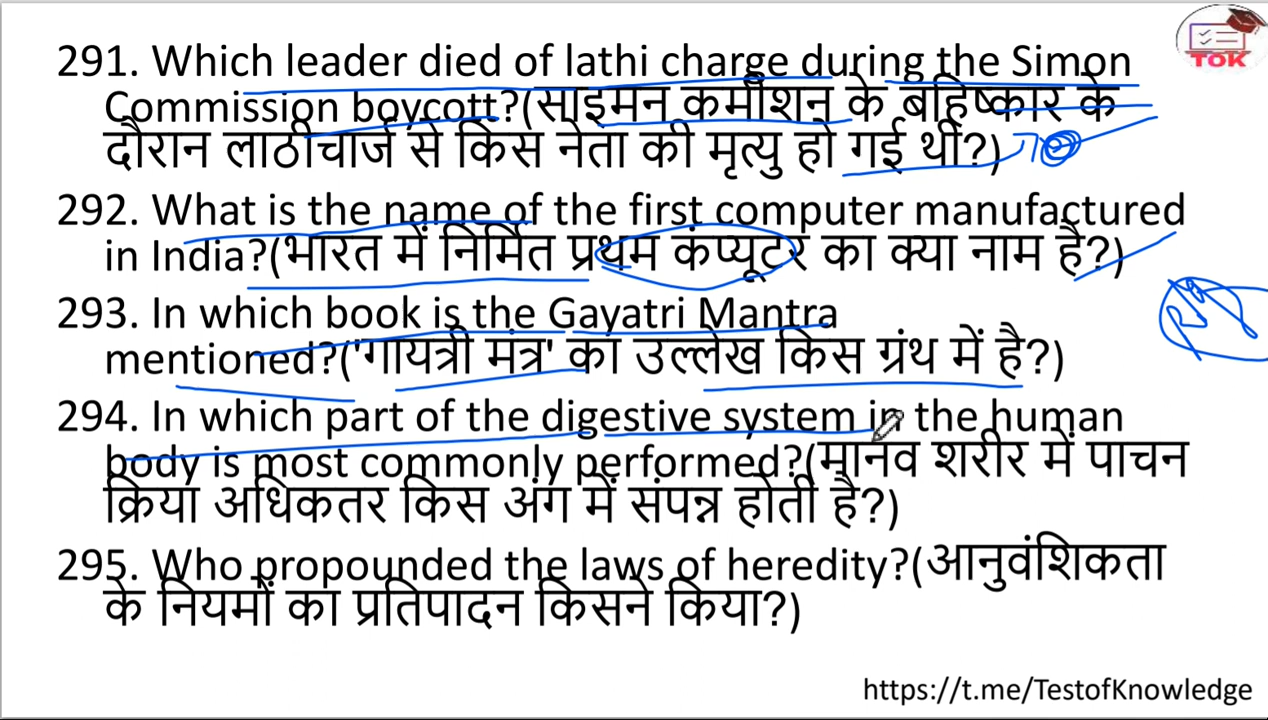 TOK
291. Which leader died of lathi charge during the Simon
Commission boycott?(साइमन कमीशन के बहिष्कार के
दौरान लाठीचार्ज से किस नेता की मृत्यु हो गई थी?)
292. What is the name of the first computer manufactured
in India?(भारत में निर्मित प्रथम कंप्यूटर का क्या नाम है?)
293. In which book is the Gayatri Mantra
mentioned?('गायत्री मंत्र' का उल्लेख किस ग्रंथ में है?)
294. In which part of the digestive system in the human
body is most commonly performed?(मानव शरीर में पाचन
क्रिया अधिकतर किस अंग में संपन्न होती है?)
295. Who propounded the laws of heredity?(आनुवंशिकता
के नियमों का प्रतिपादन किसने किया?)
https://t.me/TestofKnowledge